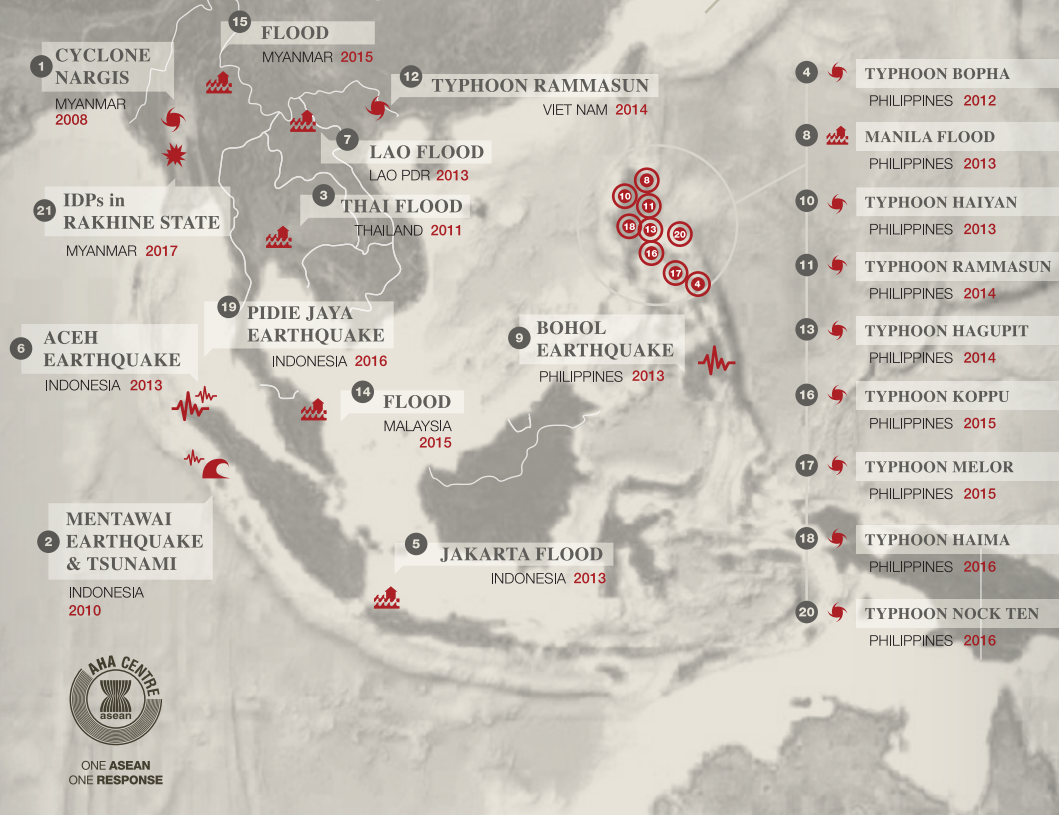 1
CYCLONE
NARGIS
MYANMAR
2008
15
FLOOD
MYANMAR 2015
12
TYPHOON RAMMASUN
VIET NAM 2014
7
LAO FLOOD
LAO PDR 2013
3
THAI FLOOD
THAILAND 2011
21
IDPs in
RAKHINE STATE
MYANMAR 2017
19
PIDIE JAYA
EARTHQUAKE
INDONESIA 2016
6
ACEH
EARTHQUAKE
INDONESIA 2013
14
FLOOD
MALAYSIA
2015
9
BOHOL
EARTHQUAKE
PHILIPPINES 2013
2
MENTAWAI
EARTHQUAKE
& TSUNAMI
INDONESIA
2010
5
JAKARTA FLOOD
INDONESIA 2013
8
10
11
18
13
20
16
17
4
4
TYPHOON BOPHA
PHILIPPINES 2012
8
MANILA FLOOD
PHILIPPINES 2013
10
TYPHOON HAIYAN
PHILIPPINES 2013
11
TYPHOON RAMMASUN
PHILIPPINES 2014
13
TYPHOON HAGUPIT
PHILIPPINES 2014
16
TYPHOON KOPPU
PHILIPPINES 2015
17
TYPHOON MELOR
PHILIPPINES 2015
18
TYPHOON HAIMA
PHILIPPINES 2016
20
TYPHOON NOCK TEN
PHILIPPINES 2016
AHA CENTRE
asean
ONE ASEAN
ONE RESPONSE